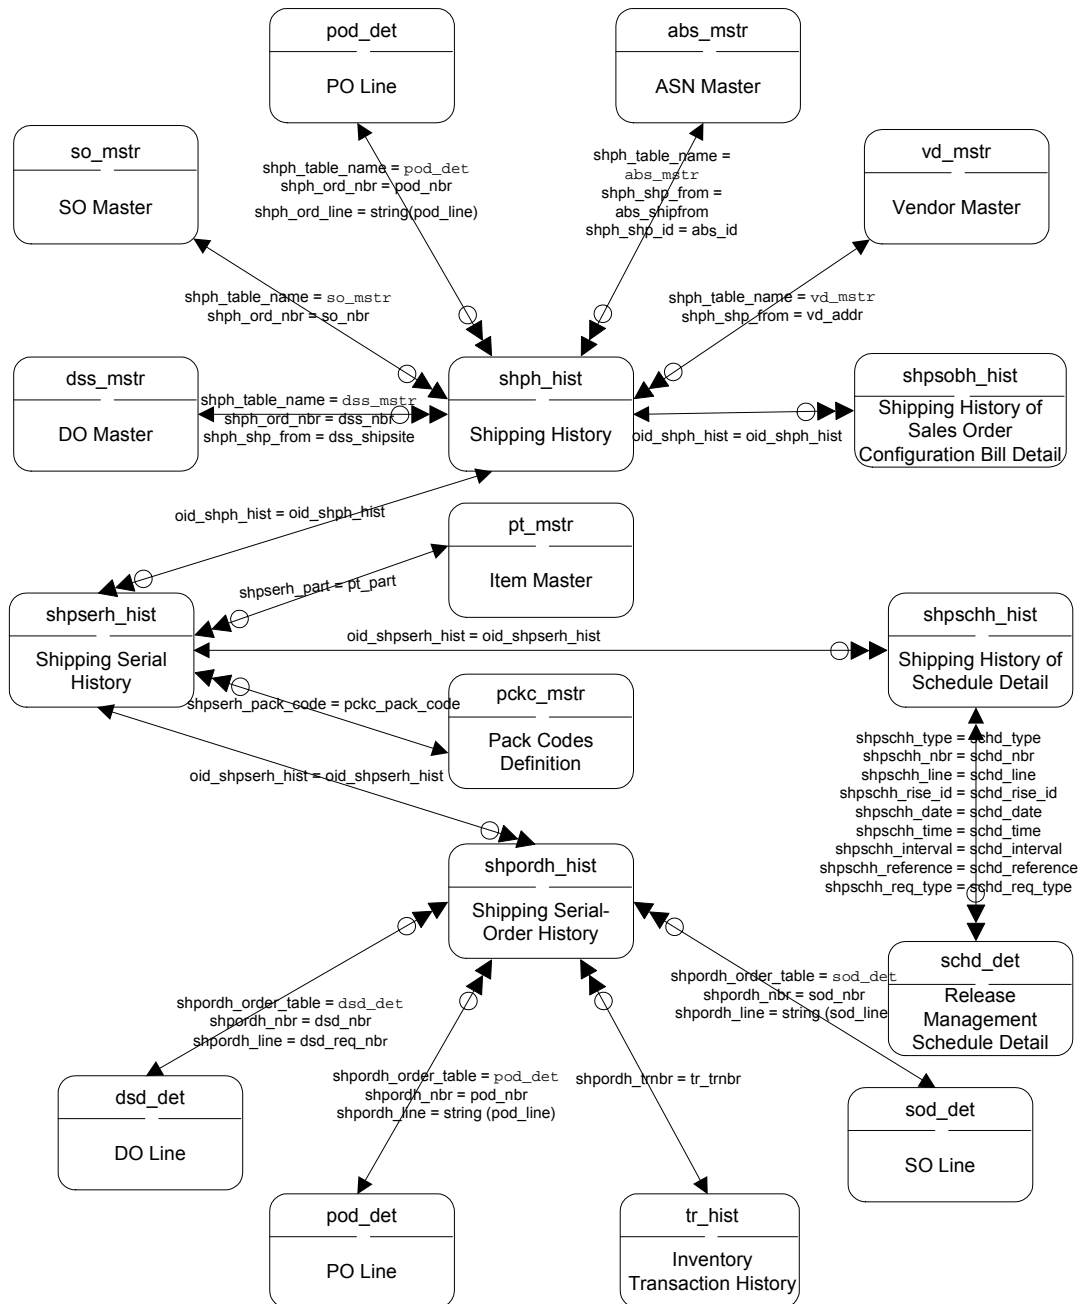 pod_det
PO Line
abs_mstr
ASN Master
so_mstr
SO Master
vd_mstr
Vendor Master
shph_table_name = pod_det
shph_ord_nbr = pod_nbr
shph_ord_line = string(pod_line)
shph_table_name =
abs_mstr
shph_shp_from =
abs_shipfrom
shph_shp_id = abs_id
shph_table_name = so_mstr
shph_ord_nbr = so_nbr
shph_table_name = vd_mstr
shph_shp_from = vd_addr
dss_mstr
DO Master
shph_table_name = dss_mstr
shph_ord_nbr = dss_nbr
shph_shp_from = dss_shipsite
shph_hist
Shipping History
oid_shph_hist = oid_shph_hist
shpsobh_hist
Shipping History of
Sales Order
Configuration Bill Detail
oid_shph_hist = oid_shph_hist
pt_mstr
Item Master
shpserh_part = pt_part
shpserh_hist
Shipping Serial
History
oid_shpserh_hist = oid_shpserh_hist
shpschh_hist
Shipping History of
Schedule Detail
shpserh_pack_code = pckc_pack_code
pckc_mstr
Pack Codes
Definition
oid_shpserh_hist = oid_shpserh_hist
shpschh_type = schd_type
shpschh_nbr = schd_nbr
shpschh_line = schd_line
shpschh_rise_id = schd_rise_id
shpschh_date = schd_date
shpschh_time = schd_time
shpschh_interval = schd_interval
shpschh_reference = schd_reference
shpschh_req_type = schd_req_type
shpordh_hist
Shipping Serial-
Order History
schd_det
Release
Management
Schedule Detail
shpordh_order_table = dsd_det
shpordh_nbr = dsd_nbr
shpordh_line = dsd_req_nbr
shpordh_order_table = sod_det
shpordh_nbr = sod_nbr
shpordh_line = string (sod_line
shpordh_order_table = pod_det
shpordh_nbr = pod_nbr
shpordh_line = string (pod_line)
shpordh_trnbr = tr_trnbr
dsd_det
DO Line
sod_det
SO Line
pod_det
PO Line
tr_hist
Inventory
Transaction History